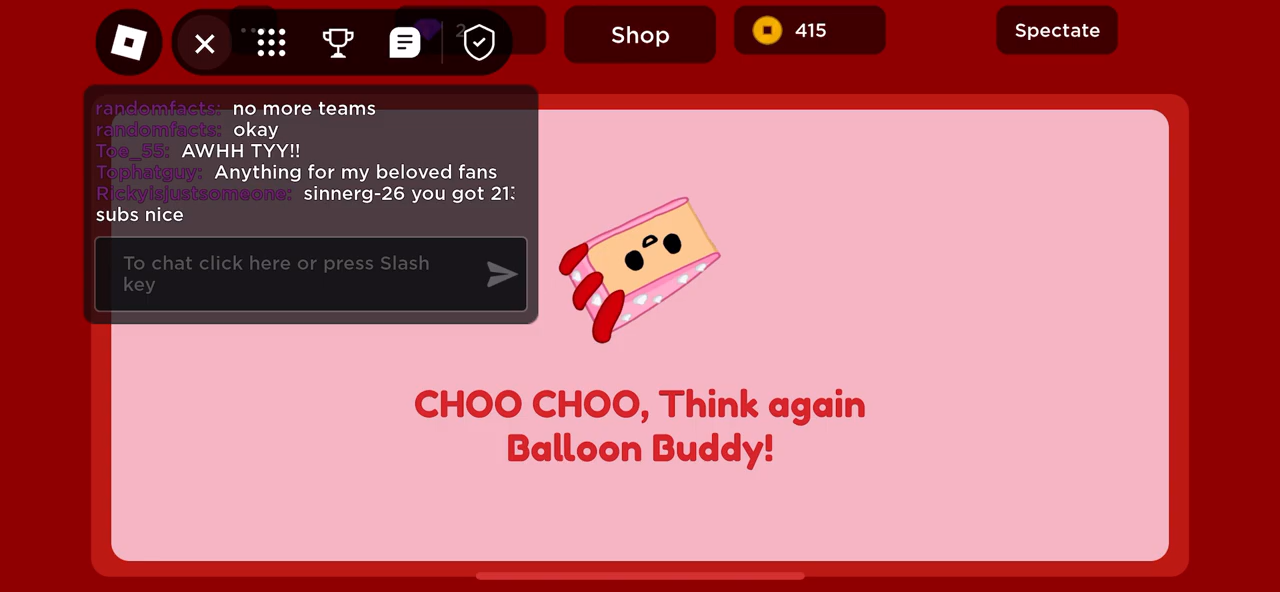 Shop
415
Spectate
randomfacts: no more teams
randomfacts: okay
Toe_55: AWHH TYY!!
Tophatguy: Anything for my beloved fans
Rickyisjustsomeone: sinnerg-26 you got 213
subs nice
To chat click here or press Slash
key
CHOO CHOO, Think again
Balloon Buddy!